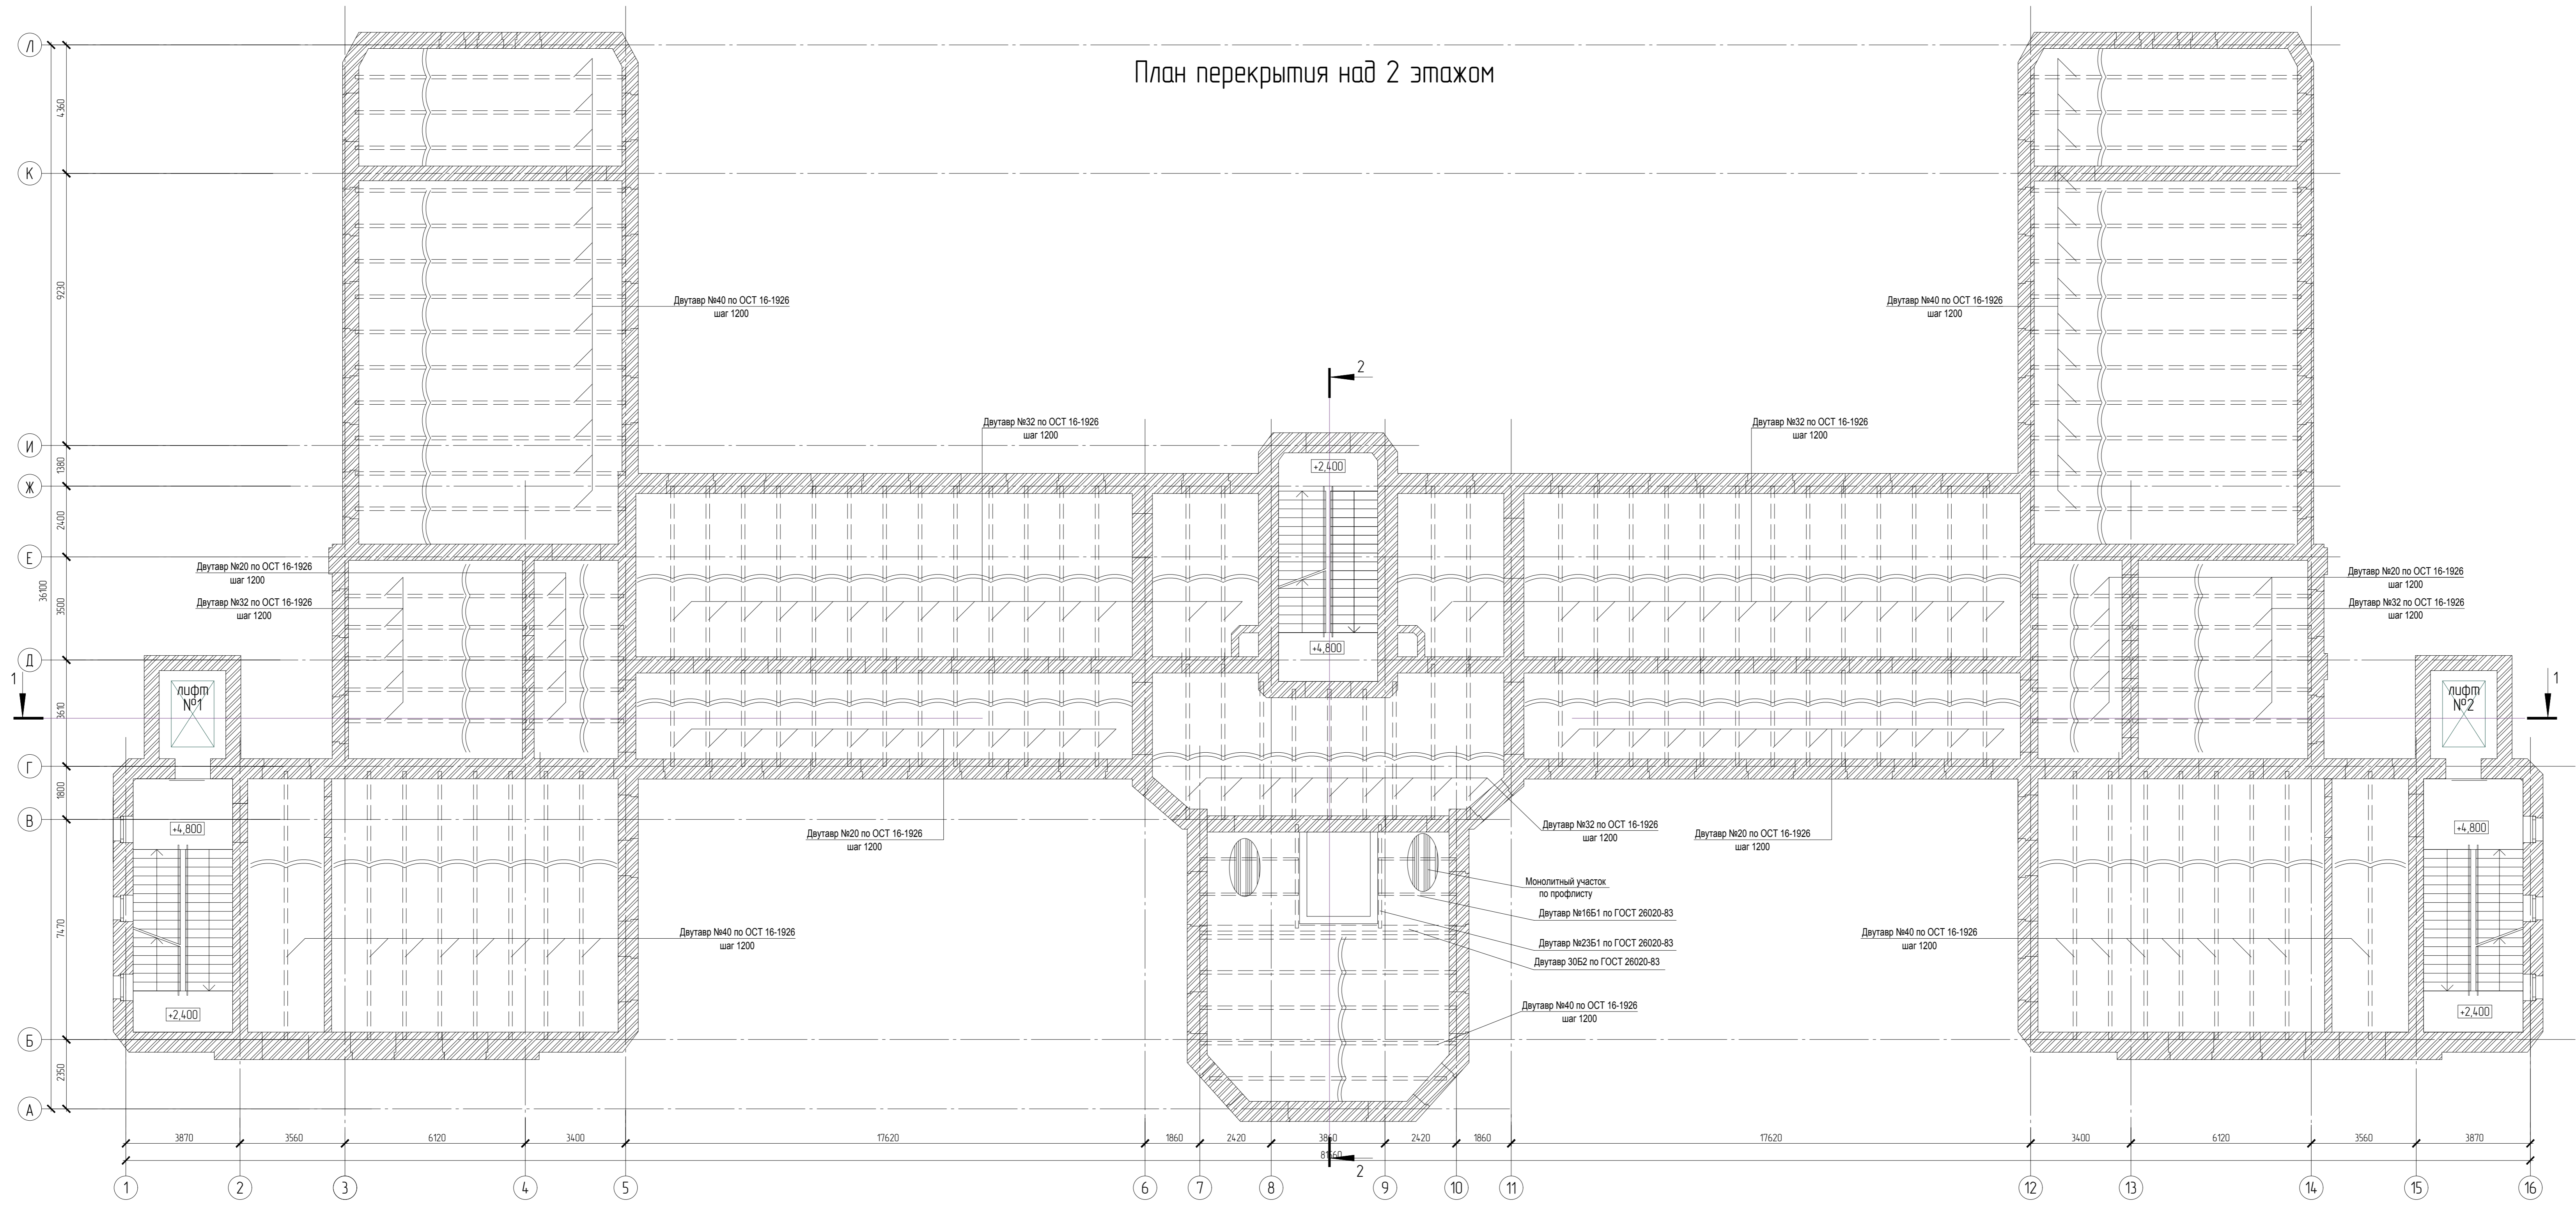 План перекрытия над 2 этажом
Л
4360
К
9230
Двутавр №40 по ОСТ 16-1926
шаг 1200
Двутавр №40 по ОСТ 16-1926
шаг 1200
2
Двутавр №32 по ОСТ 16-1926
шаг 1200
Двутавр №32 по ОСТ 16-1926
шаг 1200
И
1380
+2,400
Ж
2400
Е
36100
3500
Двутавр №20 по ОСТ 16-1926
шаг 1200
Двутавр №32 по ОСТ 16-1926
шаг 1200
Двутавр №20 по ОСТ 16-1926
шаг 1200
Двутавр №32 по ОСТ 16-1926
шаг 1200
+4,800
Д
1
лифт
№1
лифт
№2
1
3610
Г
1800
В
+4,800
Двутавр №20 по ОСТ 16-1926
шаг 1200
Двутавр №32 по ОСТ 16-1926
шаг 1200
Двутавр №20 по ОСТ 16-1926
шаг 1200
+4,800
Монолитный участок
по профлисту
Двутавр №16Б1 по ГОСТ 26020-83
7470
Двутавр №40 по ОСТ 16-1926
шаг 1200
Двутавр №23Б1 по ГОСТ 26020-83
Двутавр 30Б2 по ГОСТ 26020-83
Двутавр №40 по ОСТ 16-1926
шаг 1200
+2,400
Двутавр №40 по ОСТ 16-1926
шаг 1200
+2,400
Б
2350
А
3870 3560 6120 3400 17620 1860 2420 3860 2420 1860 17620 3400 6120 3560 3870
81660
2
1 2 3 4 5 6 7 8 9 10 11 12 13 14 15 16